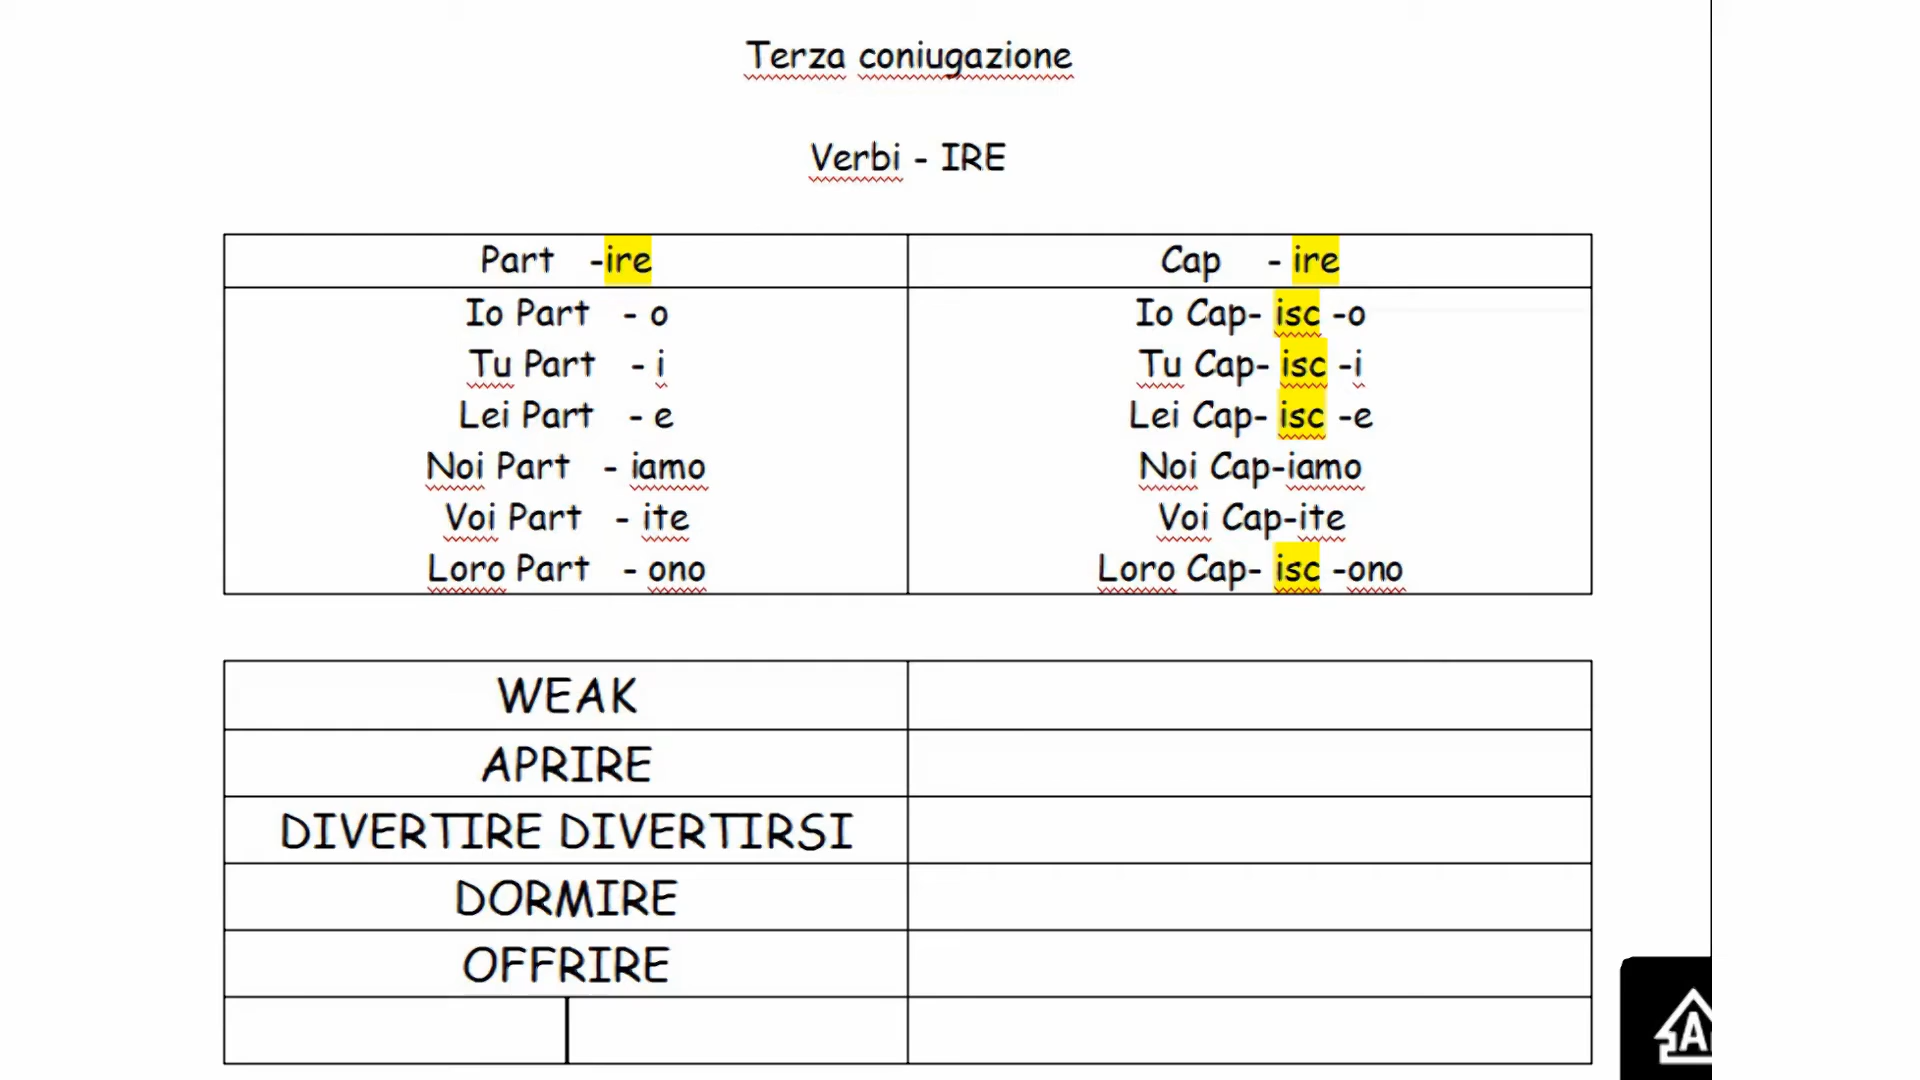 Terza coniugazione
Verbi - IRE
Part -ire
Cap - ire
Io Part - o
Tu Part - i
Lei Part - e
Noi Part - iamo
Voi Part - ite
Loro Part - ono
Io Cap- isc -o
Tu Cap- isc -i
Lei Cap- isc -e
Noi Cap-iamo
Voi Cap-ite
Loro Cap- isc -ono
WEAK
APRIRE
DIVERTIRE DIVERTIRSI
DORMIRE
OFFRIRE
A